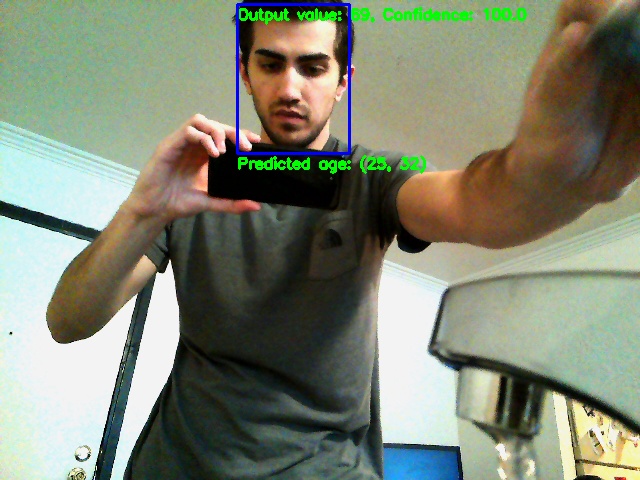 Output value: 69, Confidence: 100.0
Predicted age: (25, 32)